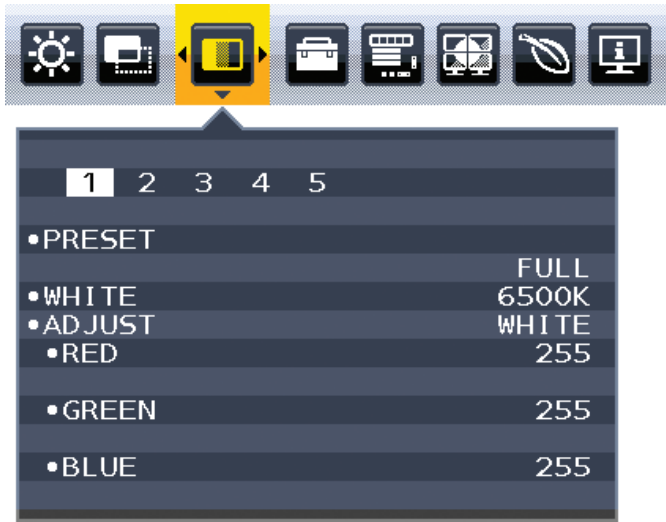 1 2 3 4 5
•PRESET
FULL
•WHITE 6500K
•ADJUST WHITE
•RED 255
•GREEN 255
•BLUE 255